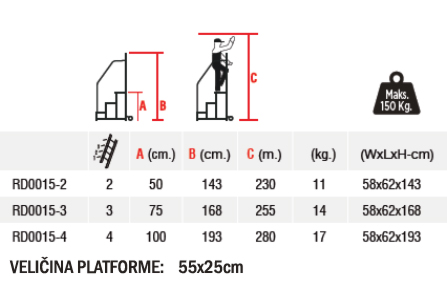 A B C
Maks.
150 Kg.
A (cm.) B (cm.) C (m.) (kg.) (WxLxH-cm)
RD0015-2 2 50 143 230 11 58x62x143
RD0015-3 3 75 168 255 14 58x62x168
RD0015-4 4 100 193 280 17 58x62x193
VELIČINA PLATFORME: 55x25cm